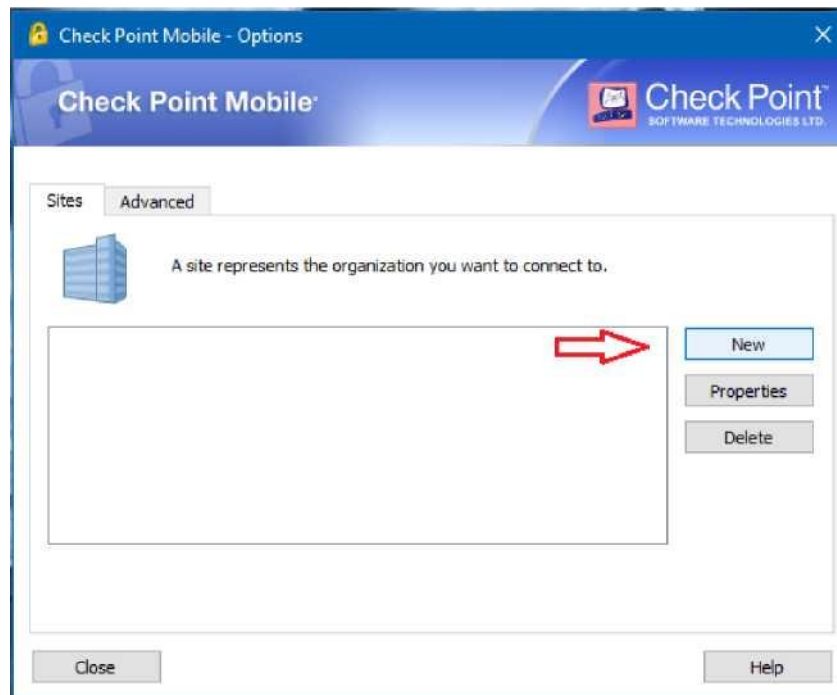 Check Point Mobile - Options
Check Point Mobile
Check Point™
SOFTWARE TECHNOLOGIES LTD.
Sites
Advanced
A site represents the organization you want to connect to.
New
Properties
Delete
Close
Help